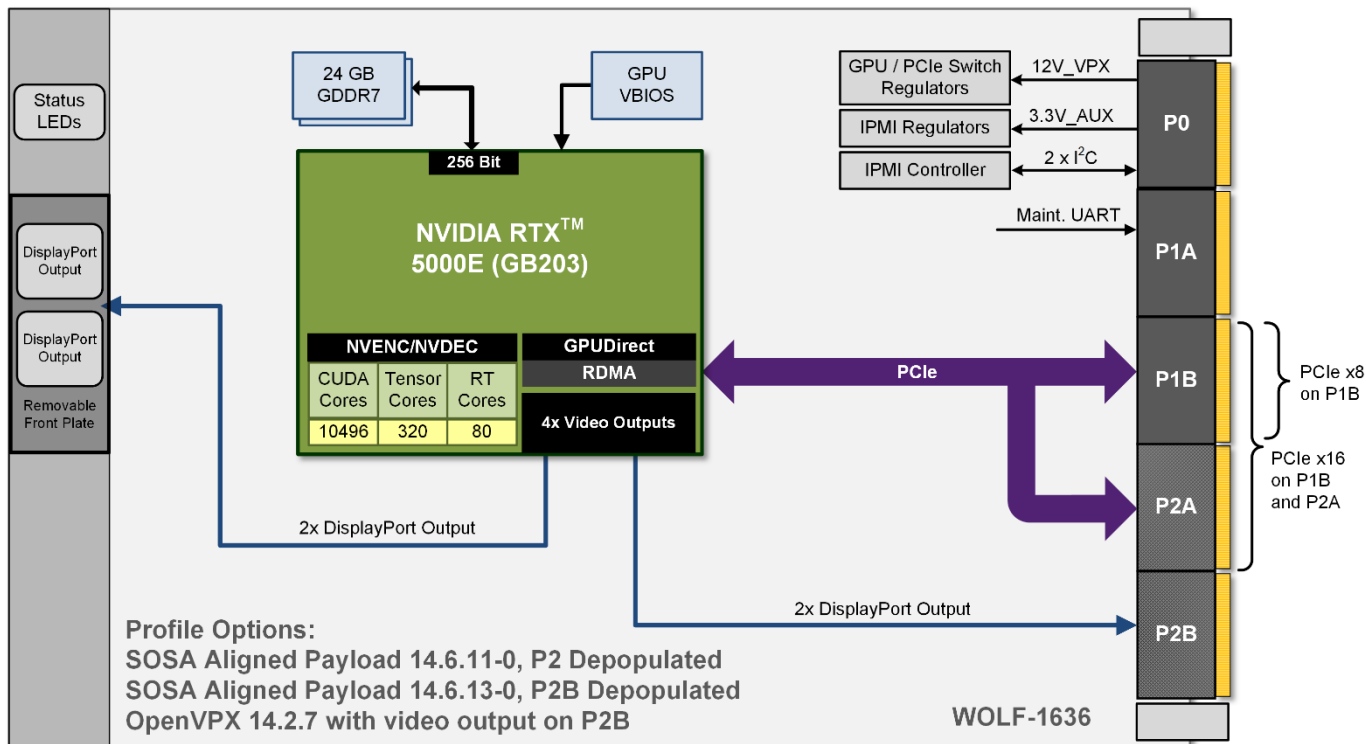 Status
LEDs
DisplayPort
Output
DisplayPort
Output
Removable
Front Plate
24 GB
GDDR7
GPU
VBIOS
256 Bit
NVIDIA RTX™
5000E (GB203)
NVENC/NVDEC
CUDA
Cores
Tensor
Cores
RT
Cores
10496
320
80
GPUDirect
RDMA
4x Video Outputs
GPU / PCIe Switch
Regulators
12V_VPX
IPMI Regulators
3.3V_AUX
IPMI Controller
2 x I²C
Maint. UART
PCIe
P0
P1A
P1B
P2A
P2B
PCIe x8
on P1B
PCIe x16
on P1B
and P2A
2x DisplayPort Output
2x DisplayPort Output
Profile Options:
SOSA Aligned Payload 14.6.11-0, P2 Depopulated
SOSA Aligned Payload 14.6.13-0, P2B Depopulated
OpenVPX 14.2.7 with video output on P2B
WOLF-1636